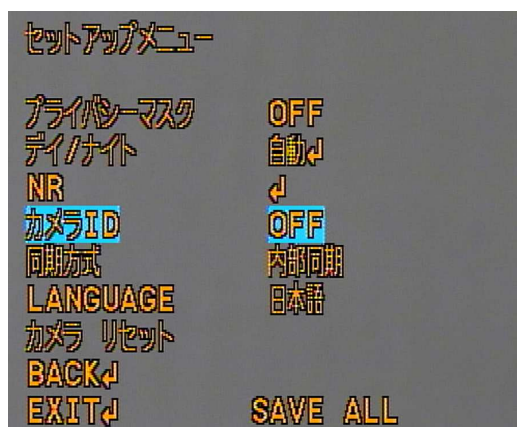 セットアップメニュー
プライバシーマスク OFF
デイ/ナイト 自動↲
NR ↲
カメラID OFF
同期方式 内部同期
LANGUAGE 日本語
カメラ リセット
BACK↲
EXIT↲ SAVE ALL